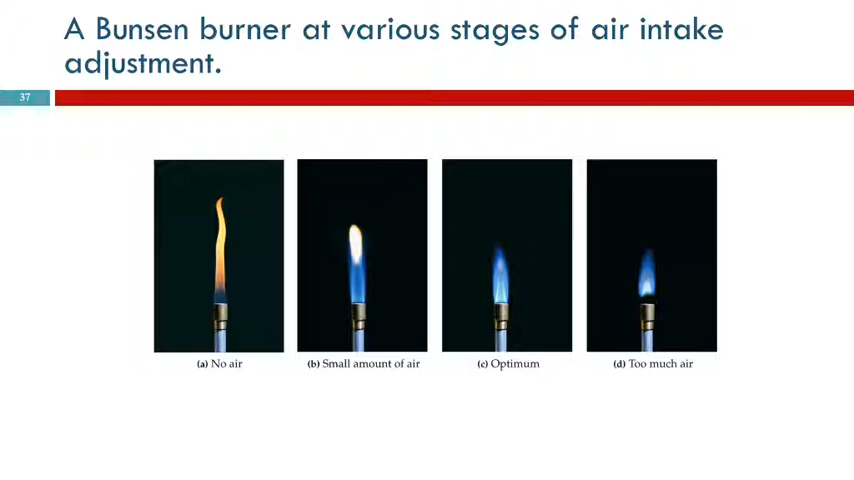 A Bunsen burner at various stages of air intake
adjustment.
37
(a) No air
(b) Small amount of air
(c) Optimum
(d) Too much air